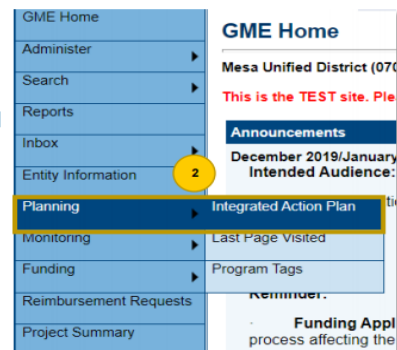 GME Home
Administer
Search
Reports
Inbox
Entity Information
2
Planning
Integrated Action Plan
Monitoring
Last Page Visited
Funding
Program Tags
Reimbursement Requests
Project Summary
GME Home
Mesa Unified District (070
This is the TEST site. Ple
Announcements
December 2019/January
Intended Audience:
Reminder:
· Funding Appl
process affecting the